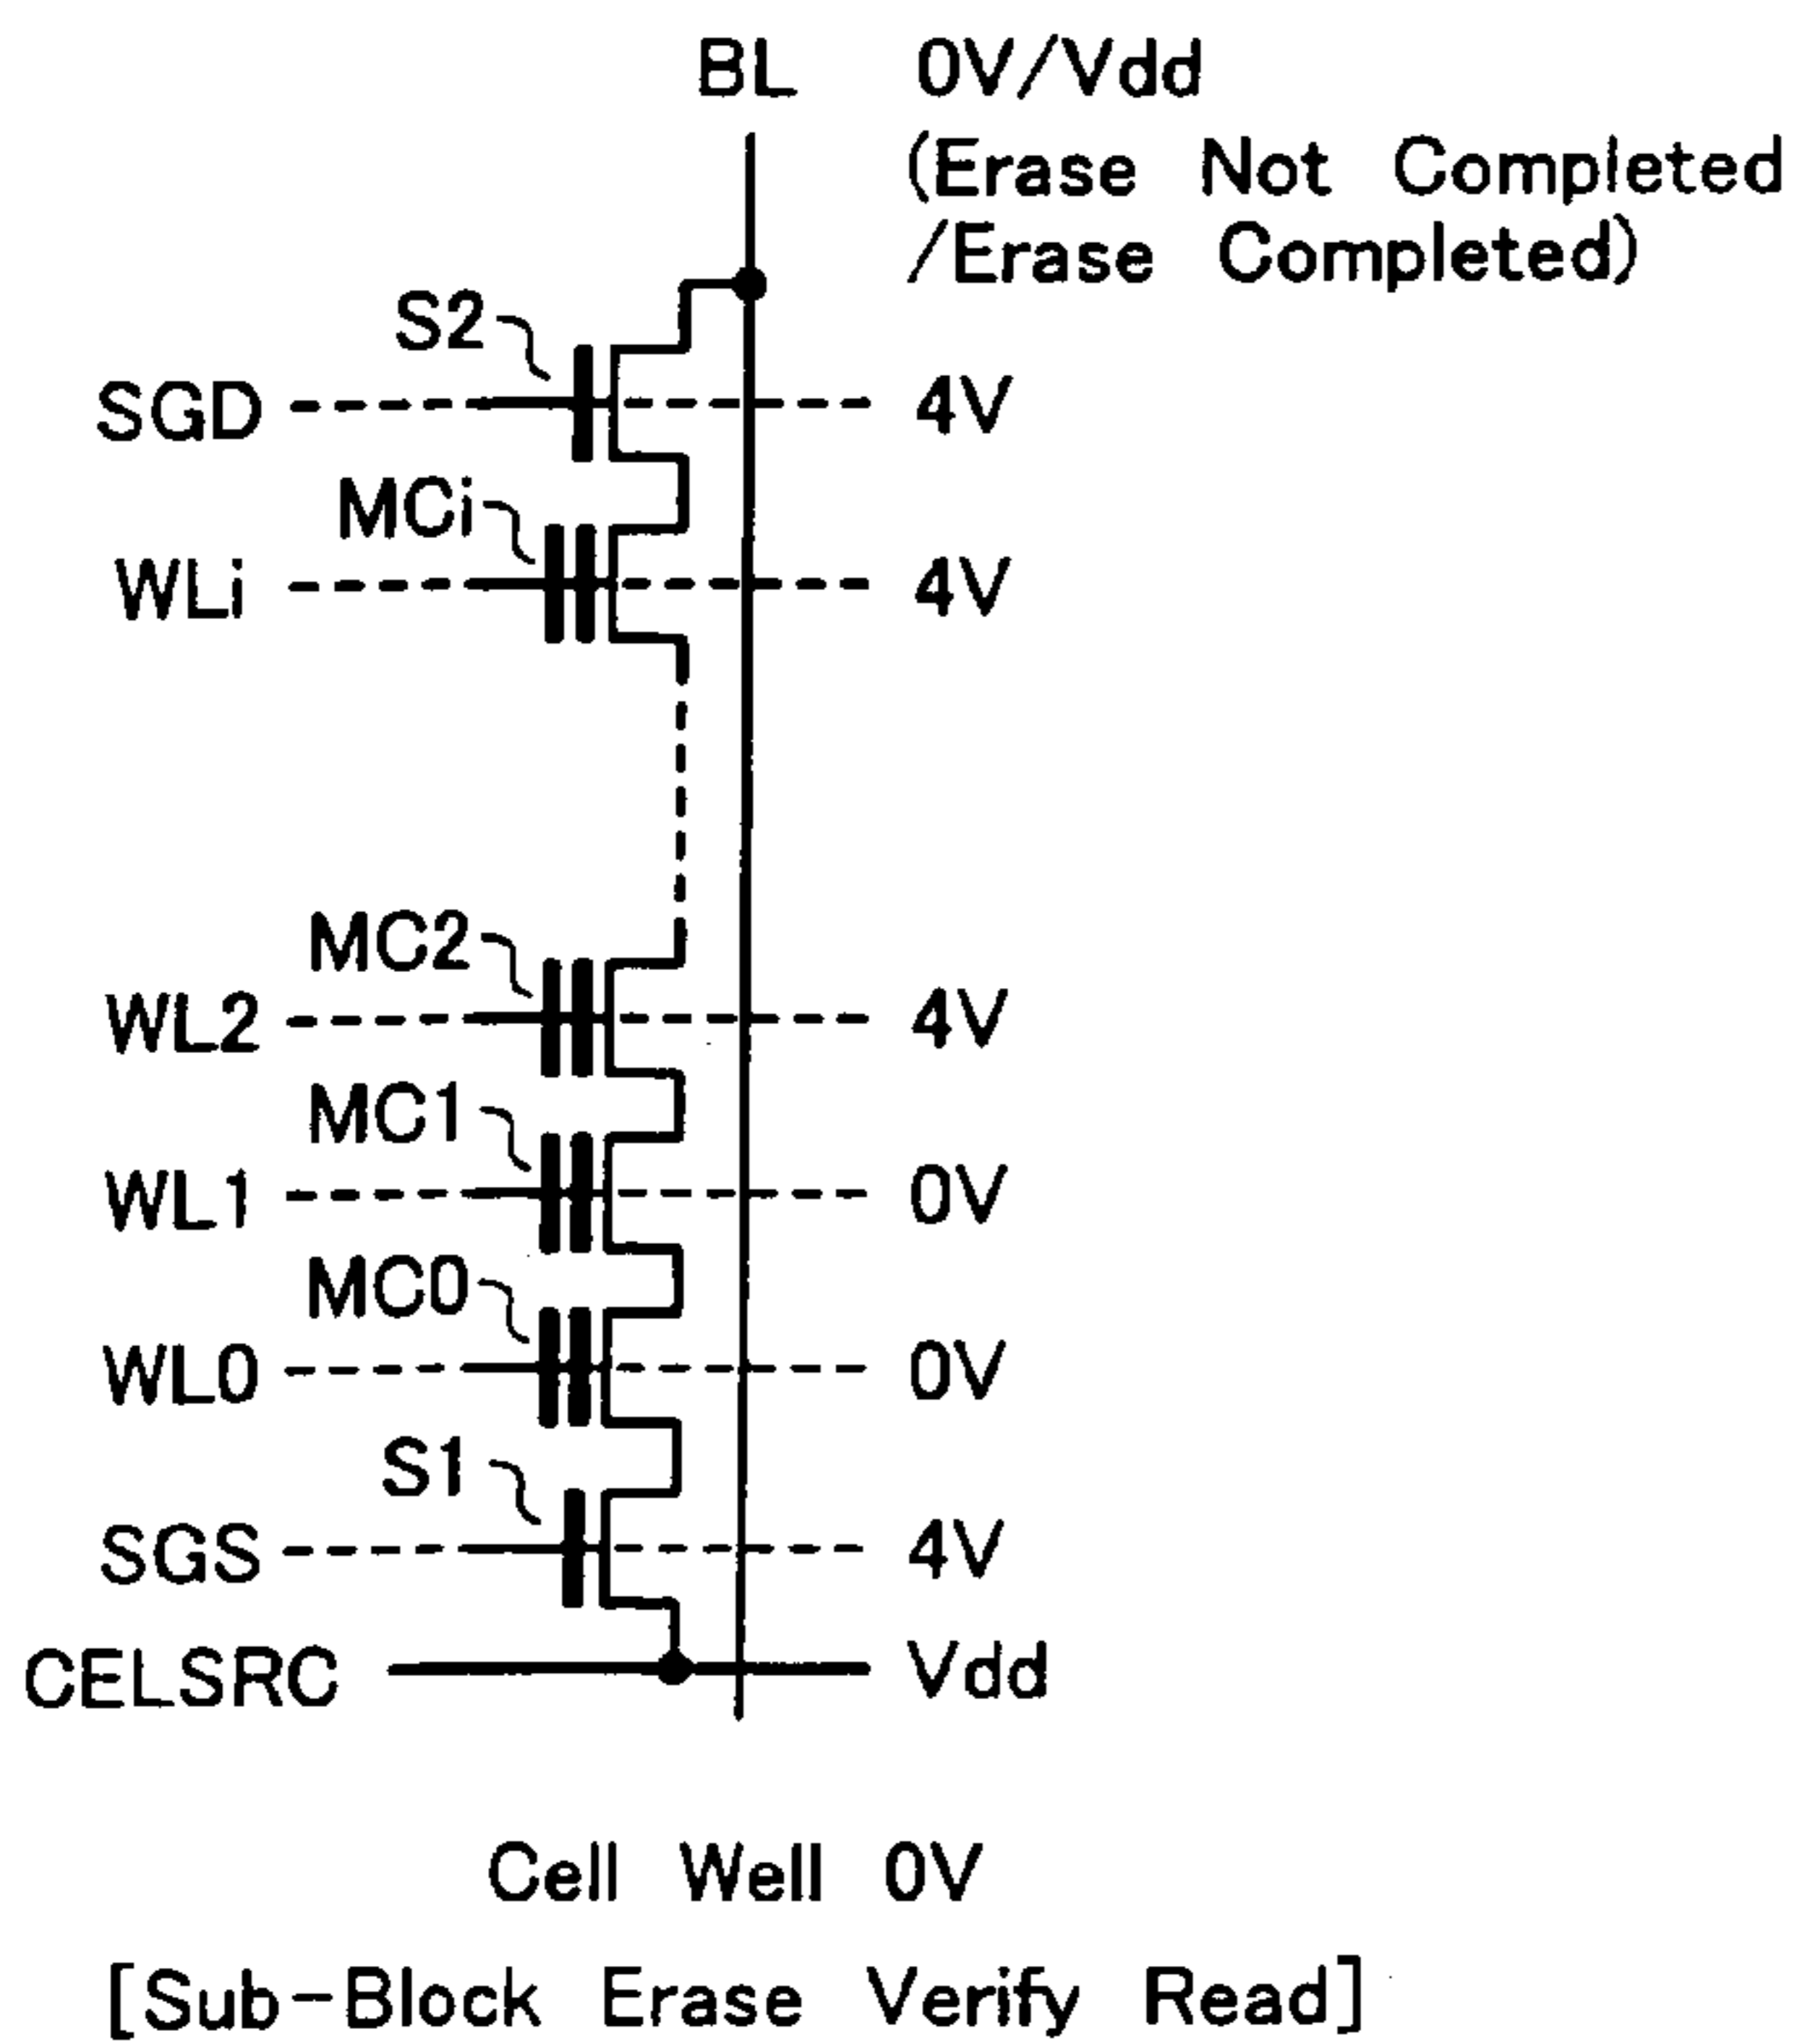 BL 0V/Vdd
(Erase Not Completed
/Erase Completed)
S2
SGD 4V
MCi
WLi 4V
MC2
WL2 4V
MC1
WL1 0V
MC0
WL0 0V
S1
SGS 4V
CELSRC Vdd
Cell Well 0V
[Sub-Block Erase Verify Read]